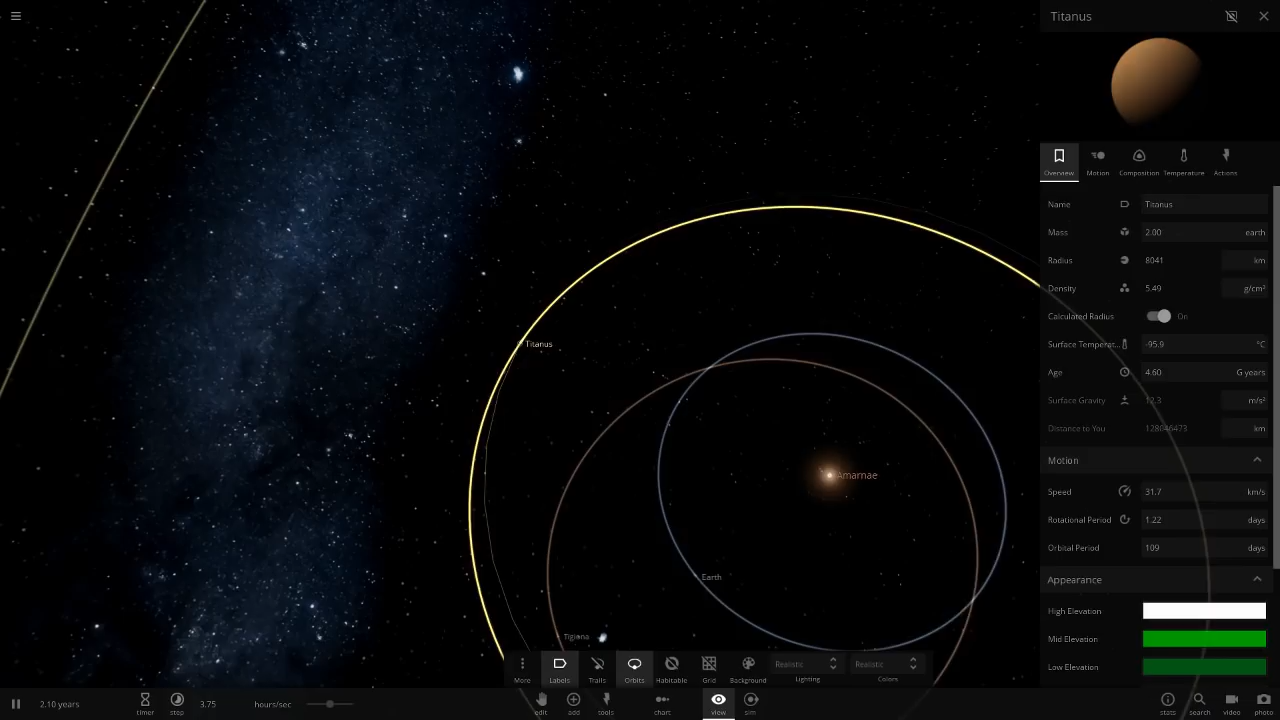 Titanus
Overview
Motion
Composition
Temperature
Actions
Name
Titanus
Mass
2.00
earth
Radius
8041
km
Density
5.49
g/cm³
Calculated Radius
On
Surface Temperat...
-95.9
°C
Age
4.60
G years
Surface Gravity
12.3
m/s²
Distance to You
km
Motion
Speed
31.7
km/s
Rotational Period
1.22
days
Orbital Period
109
days
Appearance
High Elevation
Mid Elevation
Low Elevation
Titanus
Amarnae
Earth
More
Labels
Trails
Orbits
Habitable
Grid
Background
Realistic
Lighting
Realistic
Colors
2.10 years
timer
step
3.75
hours/sec
edit
add
tools
chart
view
sim
stats
search
video
photo